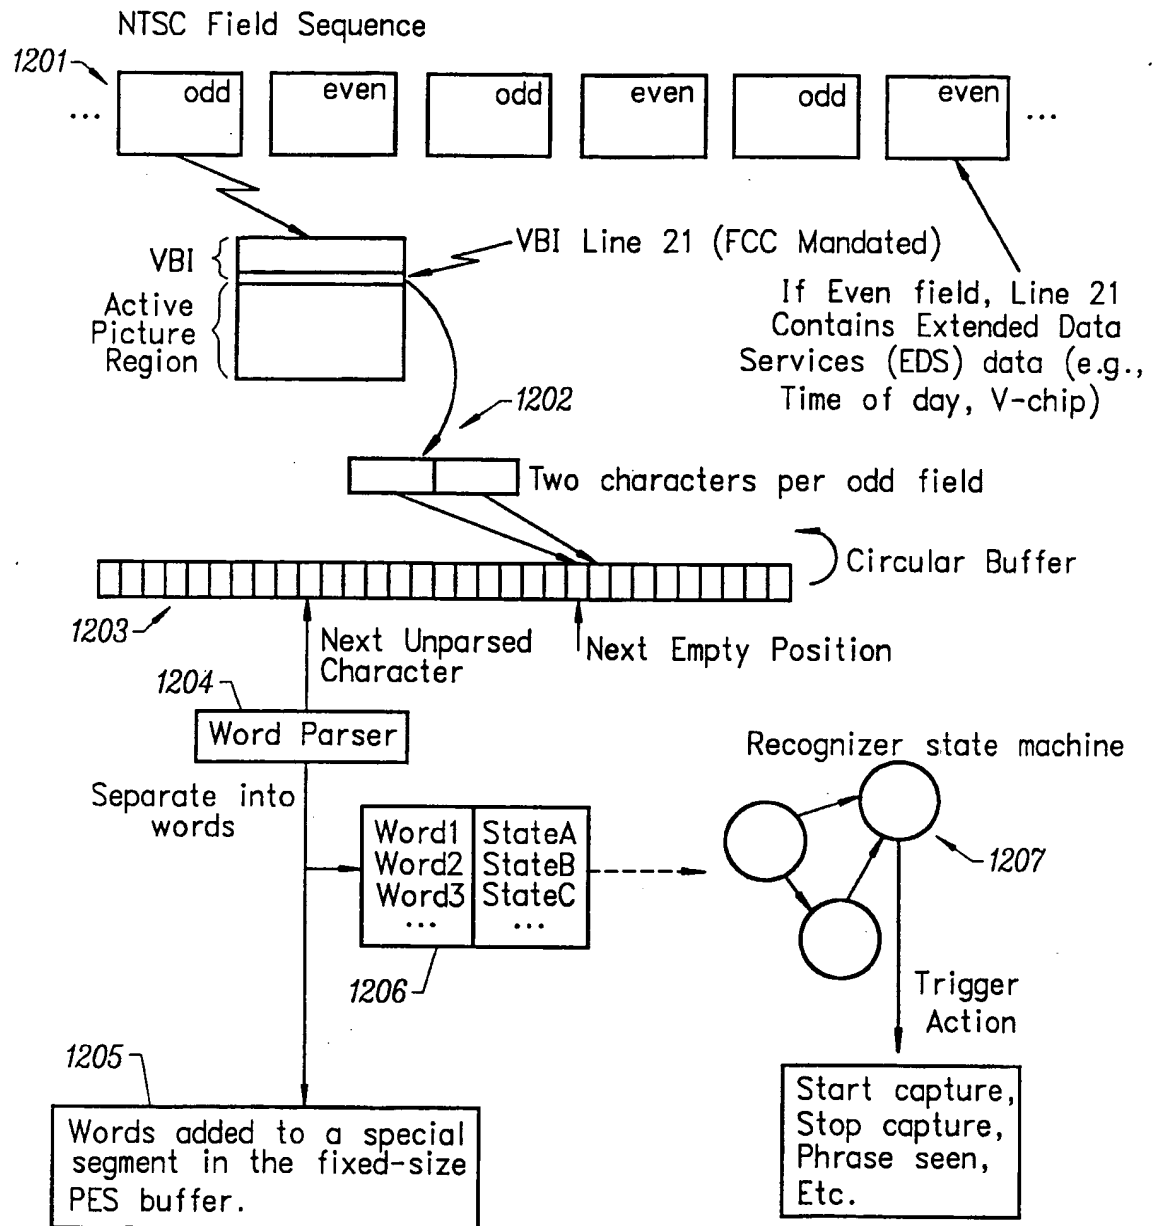 NTSC Field Sequence
1201
... odd even odd even odd even ...
VBI
VBI Line 21 (FCC Mandated)
Active
Picture
Region
If Even field, Line 21
Contains Extended Data
Services (EDS) data (e.g.,
Time of day, V-chip)
1202
Two characters per odd field
Circular Buffer
1203
Next Unparsed
Character
Next Empty Position
1204
Word Parser
Separate into
words
Recognizer state machine
Word1 StateA
Word2 StateB
Word3 StateC
... ...
1207
1206
Trigger
Action
1205
Words added to a special
segment in the fixed-size
PES buffer.
Start capture,
Stop capture,
Phrase seen,
Etc.